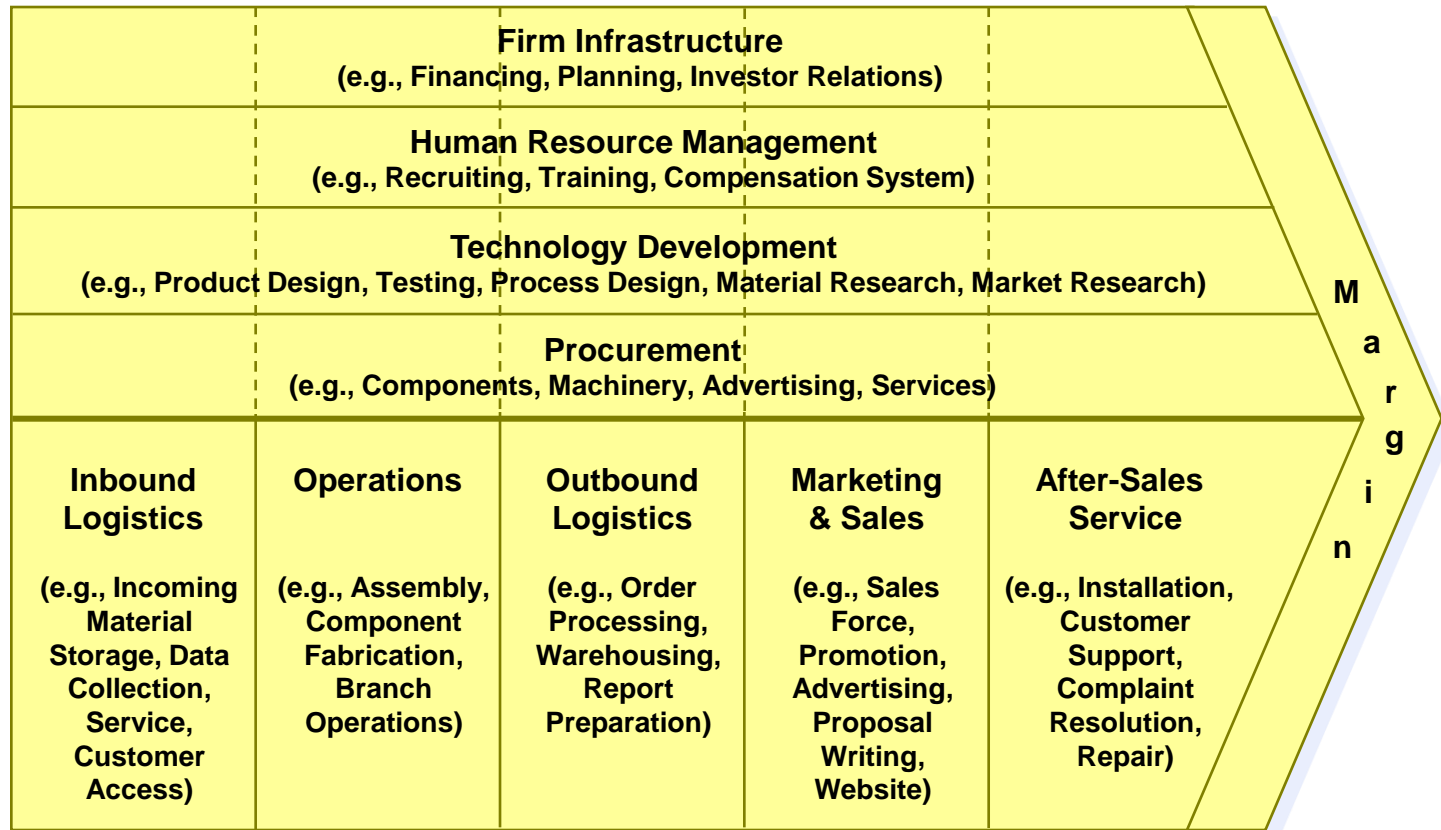 Firm Infrastructure
(e.g., Financing, Planning, Investor Relations)
Human Resource Management
(e.g., Recruiting, Training, Compensation System)
Technology Development
(e.g., Product Design, Testing, Process Design, Material Research, Market Research)
Procurement
(e.g., Components, Machinery, Advertising, Services)
Inbound
Logistics
(e.g., Incoming
Material
Storage, Data
Collection,
Service,
Customer
Access)
Operations
(e.g., Assembly,
Component
Fabrication,
Branch
Operations)
Outbound
Logistics
(e.g., Order
Processing,
Warehousing,
Report
Preparation)
Marketing
& Sales
(e.g., Sales
Force,
Promotion,
Advertising,
Proposal
Writing,
Website)
After-Sales
Service
(e.g., Installation,
Customer
Support,
Complaint
Resolution,
Repair)
Margin